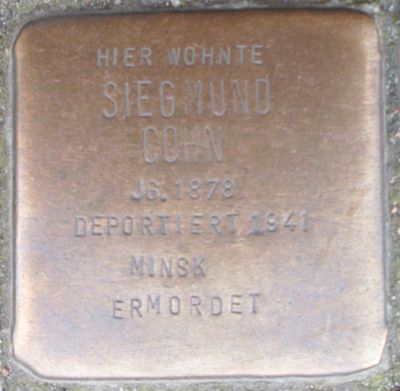 HIER WOHNTE
SIEGMUND
COHN
JG. 1878
DEPORTIERT 1941
MINSK
ERMORDET